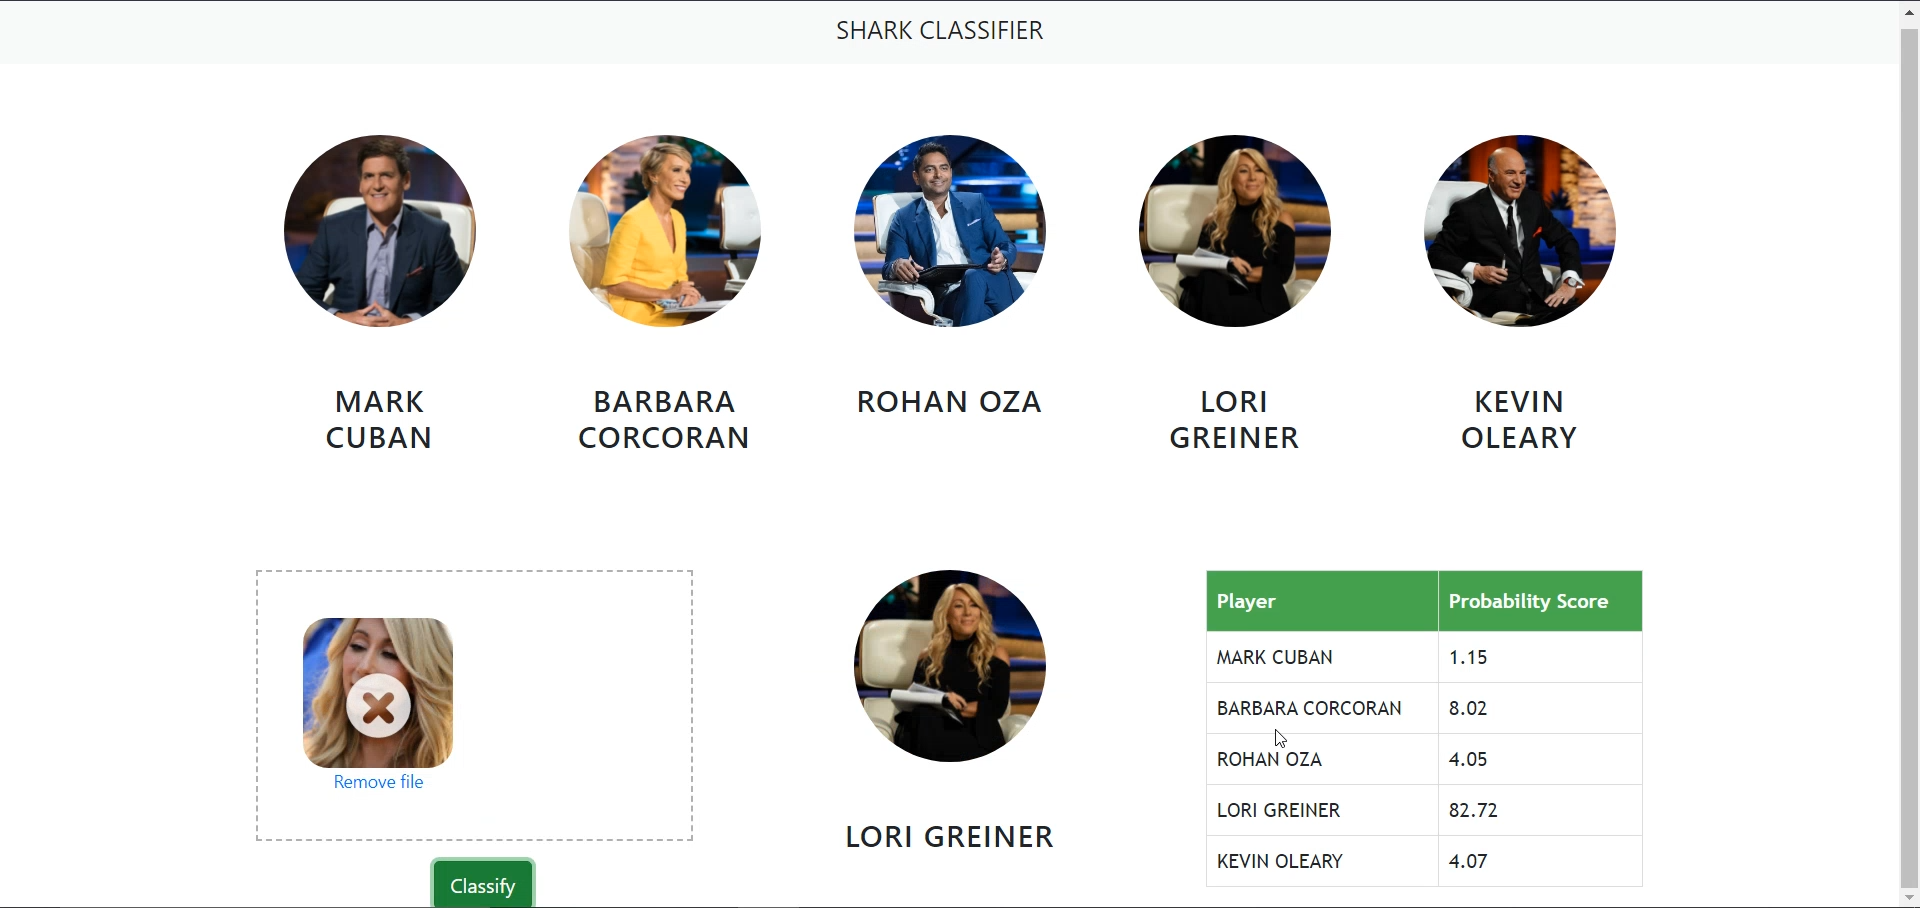 SHARK CLASSIFIER
MARK
CUBAN
BARBARA
CORCORAN
ROHAN OZA
LORI
GREINER
KEVIN
OLEARY
Remove file
Classify
LORI GREINER
Player Probability Score
MARK CUBAN 1.15
BARBARA CORCORAN 8.02
ROHAN OZA 4.05
LORI GREINER 82.72
KEVIN OLEARY 4.07